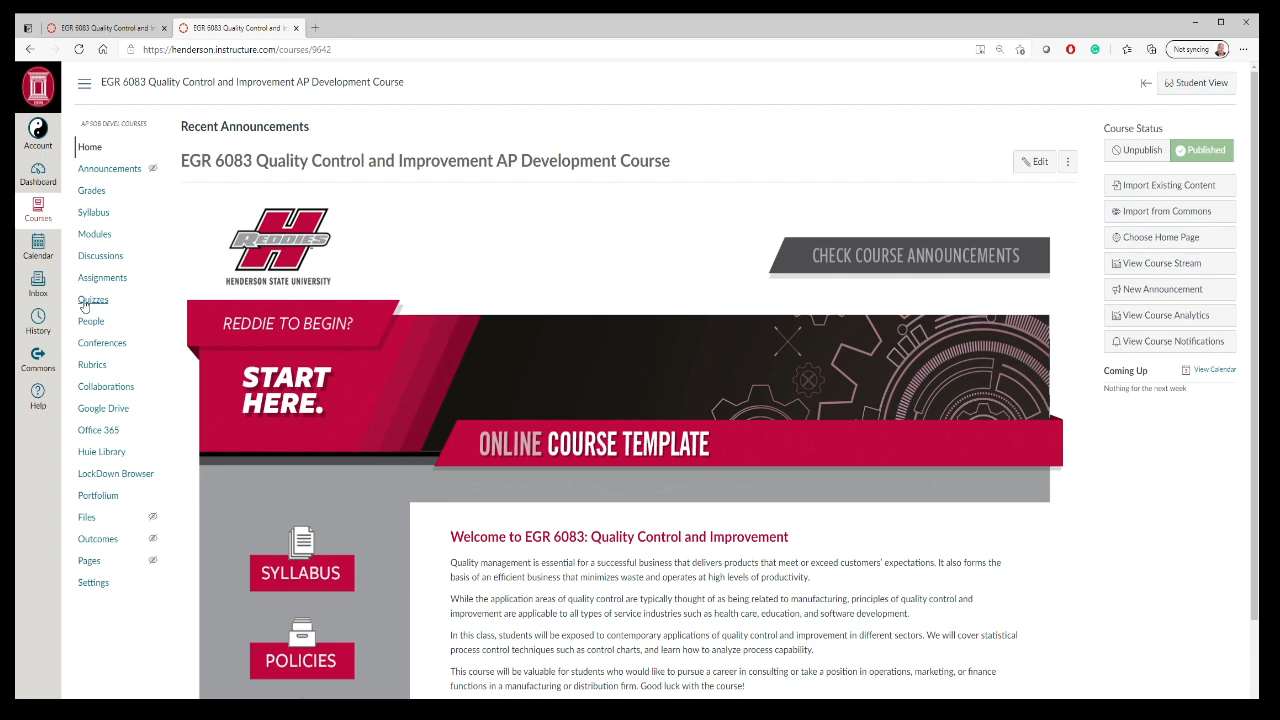 EGR 6083 Quality Control and Im
EGR 6083 Quality Control and Im
https://henderson.instructure.com/courses/9642
Not syncing
EGR 6083 Quality Control and Improvement AP Development Course
Student View
Account
Dashboard
Courses
Calendar
Inbox
History
Commons
Help
AP SOB DEVEL COURSES
Home
Announcements
Grades
Syllabus
Modules
Discussions
Assignments
Quizzes
People
Conferences
Rubrics
Collaborations
Google Drive
Office 365
Huie Library
LockDown Browser
Portfolium
Files
Outcomes
Pages
Settings
Recent Announcements
EGR 6083 Quality Control and Improvement AP Development Course
Edit
H
REDDIES
HENDERSON STATE UNIVERSITY
CHECK COURSE ANNOUNCEMENTS
REDDIE TO BEGIN?
START
HERE.
ONLINE COURSE TEMPLATE
SYLLABUS
POLICIES
Welcome to EGR 6083: Quality Control and Improvement
Quality management is essential for a successful business that delivers products that meet or exceed customers' expectations. It also forms the
basis of an efficient business that minimizes waste and operates at high levels of productivity.
While the application areas of quality control are typically thought of as being related to manufacturing, principles of quality control and
improvement are applicable to all types of service industries such as health care, education, and software development.
In this class, students will be exposed to contemporary applications of quality control and improvement in different sectors. We will cover statistical
process control techniques such as control charts, and learn how to analyze process capability.
This course will be valuable for students who would like to pursue a career in consulting or take a position in operations, marketing, or finance
functions in a manufacturing or distribution firm. Good luck with the course!
Course Status
Unpublish
Published
Import Existing Content
Import from Commons
Choose Home Page
View Course Stream
New Announcement
View Course Analytics
View Course Notifications
Coming Up
View Calendar
Nothing for the next week